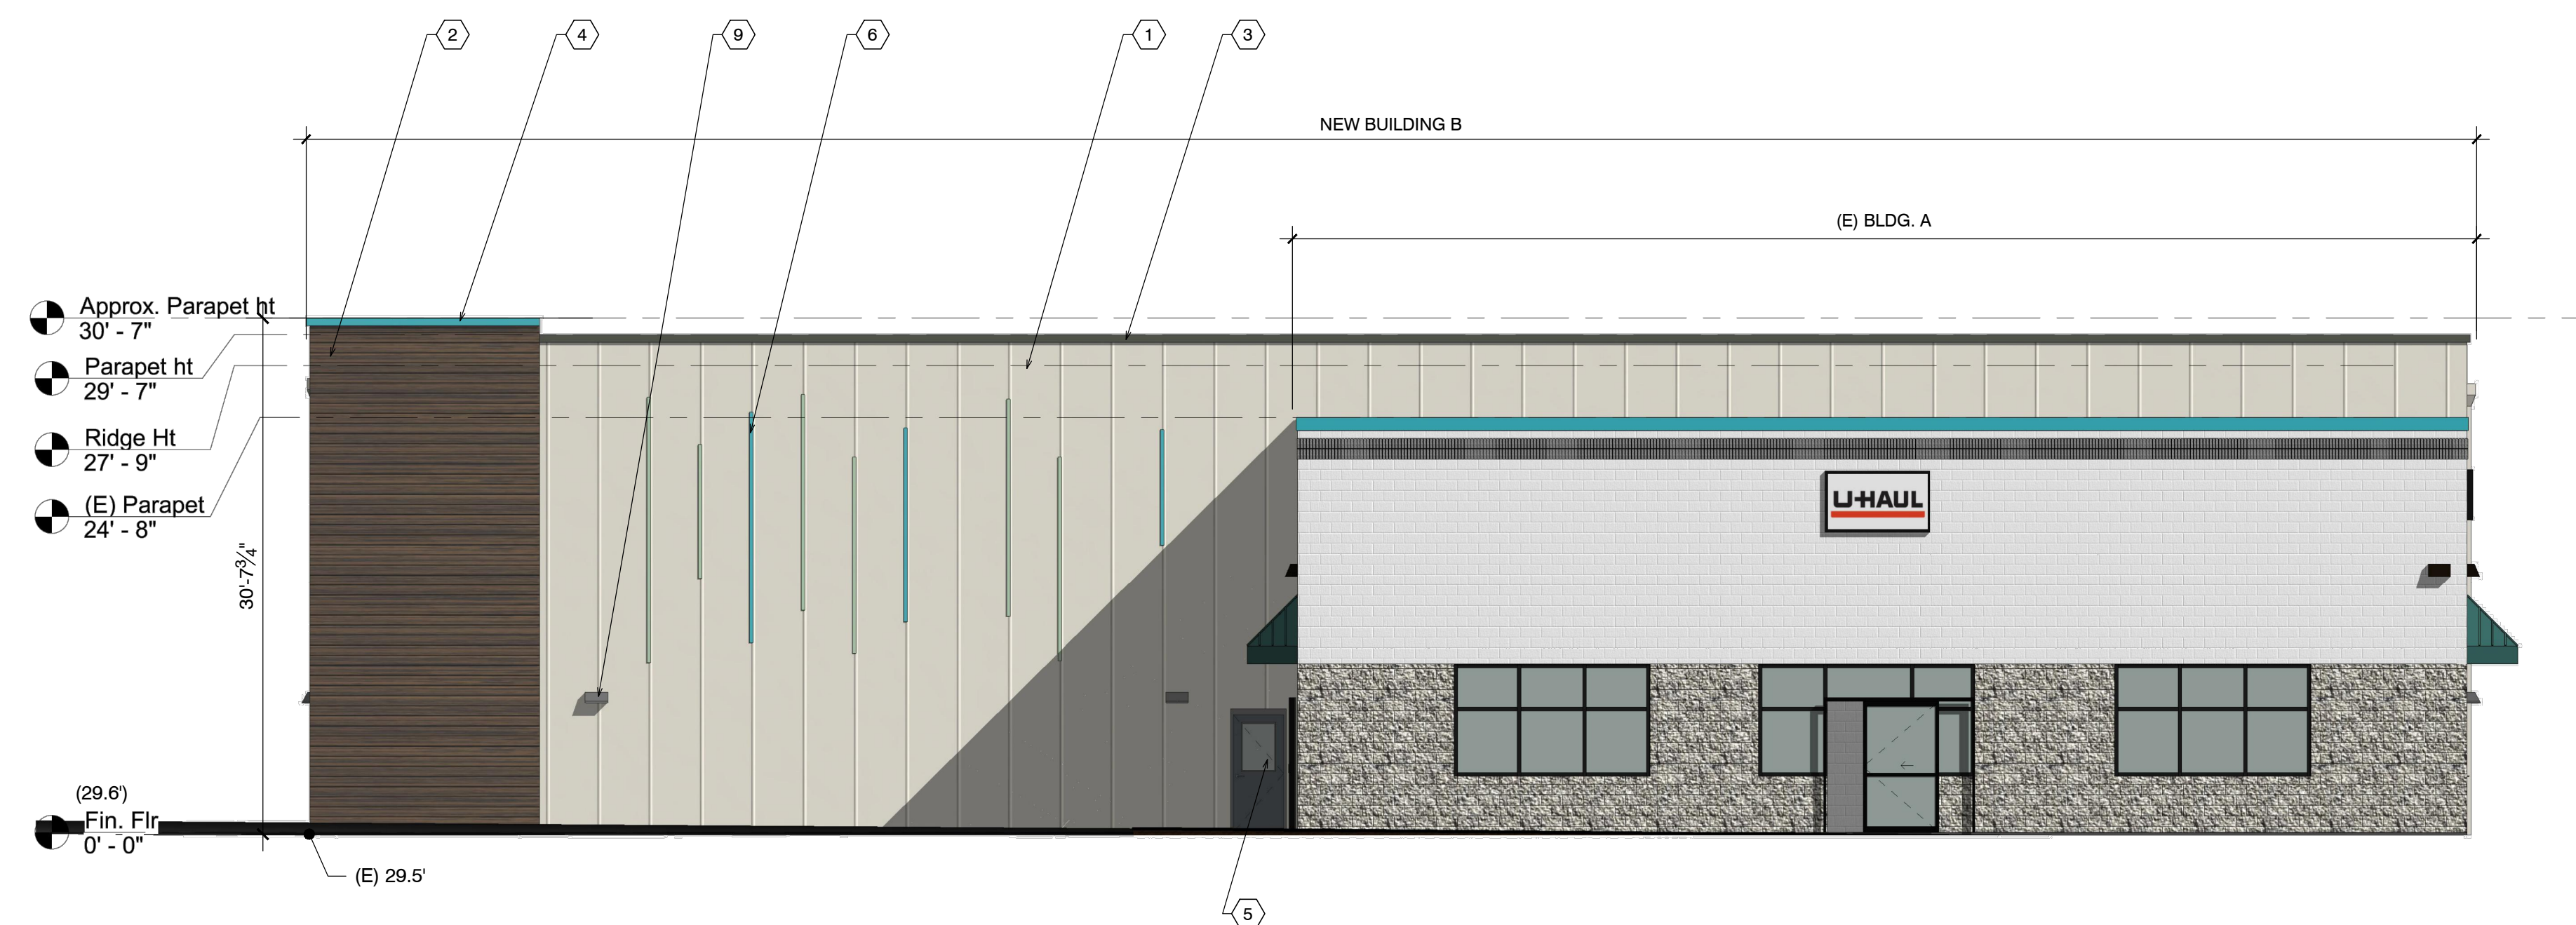 2
4
9
6
1
3
NEW BUILDING B
(E) BLDG. A
Approx. Parapet ht
30' - 7"
Parapet ht
29' - 7"
Ridge Ht
27' - 9"
(E) Parapet
24' - 8"
30'-7¾"
U-HAUL
(29.6')
Fin. Flr
0' - 0"
(E) 29.5'
5